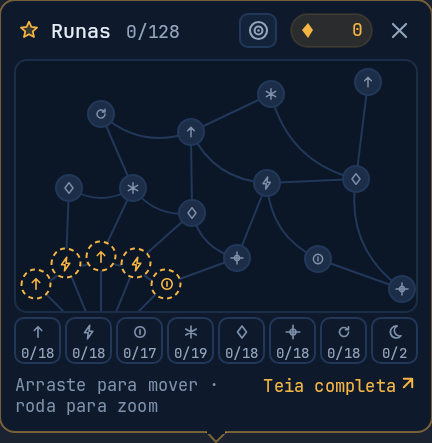 Runas 0/128 0
0/18 0/18 0/17 0/19 0/18 0/18 0/18 0/2
Arraste para mover · Teia completa
roda para zoom